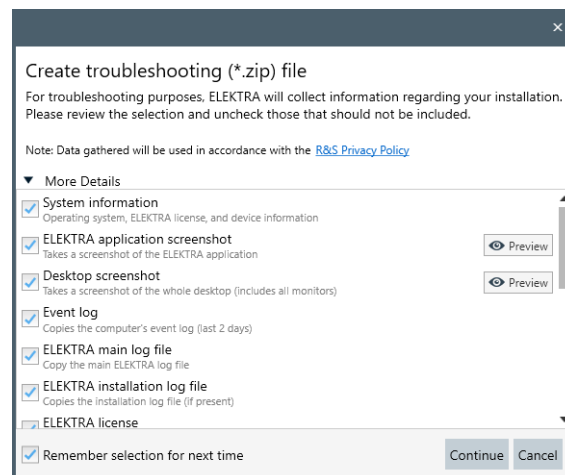 Create troubleshooting (*.zip) file
For troubleshooting purposes, ELEKTRA will collect information regarding your installation.
Please review the selection and uncheck those that should not be included.
Note: Data gathered will be used in accordance with the R&S Privacy Policy
More Details
System information
Operating system, ELEKTRA license, and device information
ELEKTRA application screenshot
Takes a screenshot of the ELEKTRA application
Preview
Desktop screenshot
Takes a screenshot of the whole desktop (includes all monitors)
Preview
Event log
Copies the computer's event log (last 2 days)
ELEKTRA main log file
Copy the main ELEKTRA log file
ELEKTRA installation log file
Copies the installation log file (if present)
ELEKTRA license
Remember selection for next time
Continue
Cancel